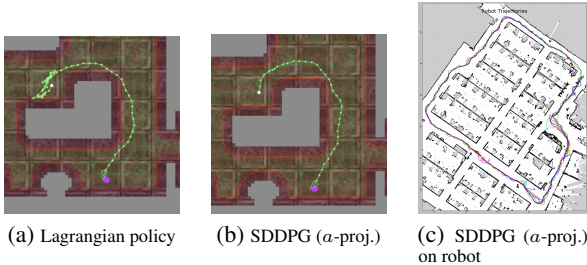 Robot Trajectories
(a) Lagrangian policy
(b) SDDPG (a-proj.)
(c) SDDPG (a-proj.)
on robot